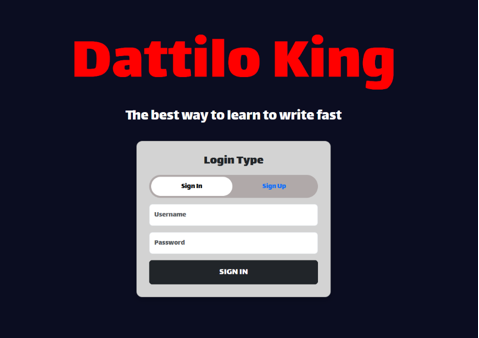 Dattilo King
The best way to learn to write fast
Login Type
Sign In
Sign Up
Username
Password
SIGN IN